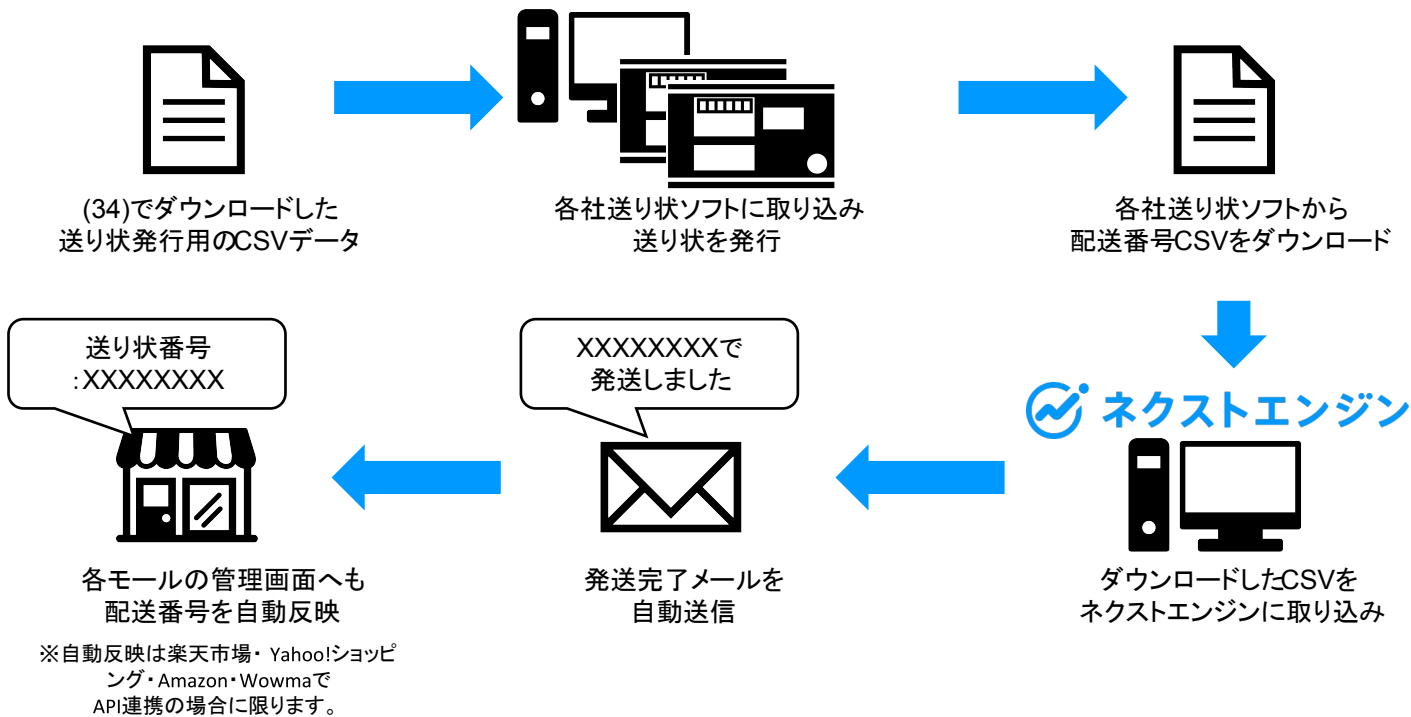 (34)でダウンロードした
送り状発行用のCSVデータ
各社送り状ソフトに取り込み
送り状を発行
各社送り状ソフトから
配送番号CSVをダウンロード
ネクストエンジン
ダウンロードしたCSVを
ネクストエンジンに取り込み
XXXXXXXXで
発送しました
発送完了メールを
自動送信
送り状番号
:XXXXXXXX
各モールの管理画面へも
配送番号を自動反映
※自動反映は楽天市場・ Yahoo!ショッピ
ング・Amazon・Wowmaで
API連携の場合に限ります。